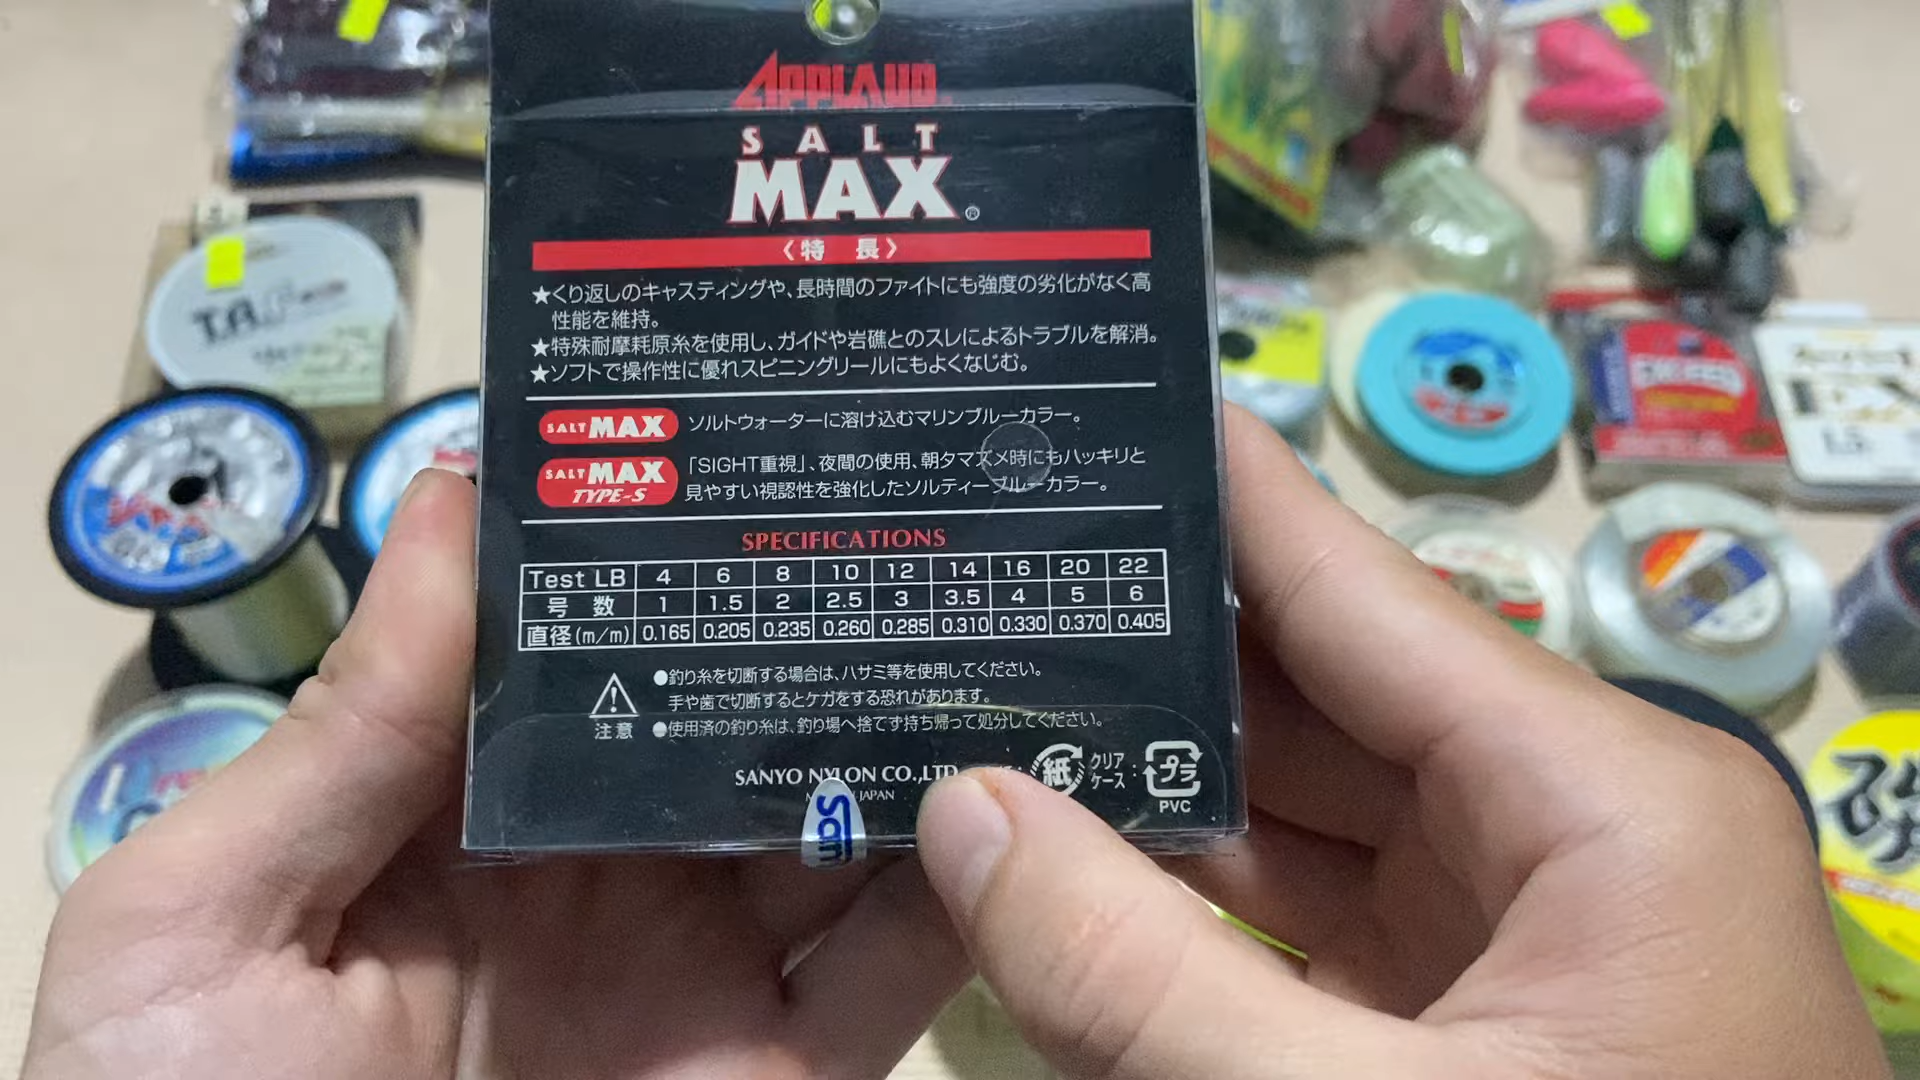 APPLAUD
SALT
MAX®
〈特 長〉
★くり返しのキャスティングや、長時間のファイトにも強度の劣化がなく高
性能を維持。
★特殊耐摩耗原糸を使用し、ガイドや岩礁とのスレによるトラブルを解消。
★ソフトで操作性に優れスピニングリールにもよくなじむ。
SALT MAX ソルトウォーターに溶け込むマリンブルーカラー。
SALT MAX TYPE-S 「SIGHT重視」、夜間の使用、朝夕マズメ時にもハッキリと
見やすい視認性を強化したソルティーブルーカラー。
SPECIFICATIONS
Test LB 4 6 8 10 12 14 16 20 22
号 数 1 1.5 2 2.5 3 3.5 4 5 6
直径(m/m) 0.165 0.205 0.235 0.260 0.285 0.310 0.330 0.370 0.405
●釣り糸を切断する場合は、ハサミ等を使用してください。
手や歯で切断するとケガをする恐れがあります。
注意 ●使用済の釣り糸は、釣り場へ捨てず持ち帰って処分してください。
SANYO NYLON CO.,LTD
JAPAN
紙
クリア
ケース:
プラ
PVC